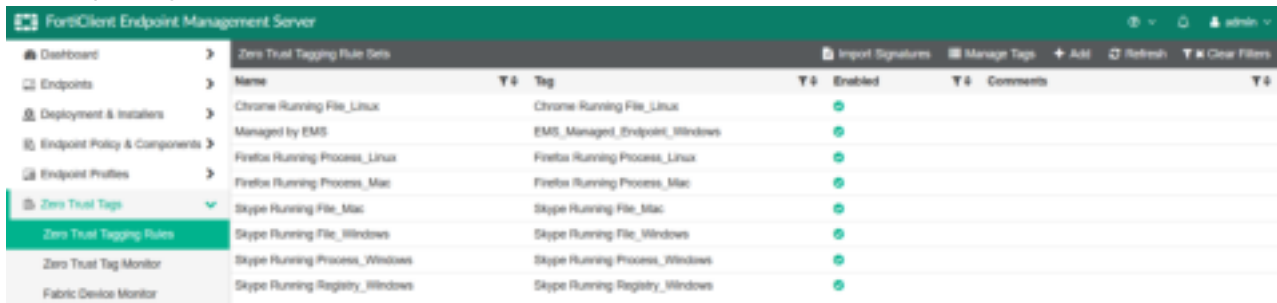 FortiClient Endpoint Management Server admin
Dashboard
Endpoints
Deployment & Installers
Endpoint Policy & Components
Endpoint Profiles
Zero Trust Tags
Zero Trust Tagging Rules
Zero Trust Tag Monitor
Fabric Device Monitor
Zero Trust Tagging Rule Sets Import Signatures Manage Tags + Add Refresh Clear Filters
Name Tag Enabled Comments
Chrome Running File_Linux Chrome Running File_Linux
Managed by EMS EMS_Managed_Endpoint_Windows
Firefox Running Process_Linux Firefox Running Process_Linux
Firefox Running Process_Mac Firefox Running Process_Mac
Skype Running File_Mac Skype Running File_Mac
Skype Running File_Windows Skype Running File_Windows
Skype Running Process_Windows Skype Running Process_Windows
Skype Running Registry_Windows Skype Running Registry_Windows